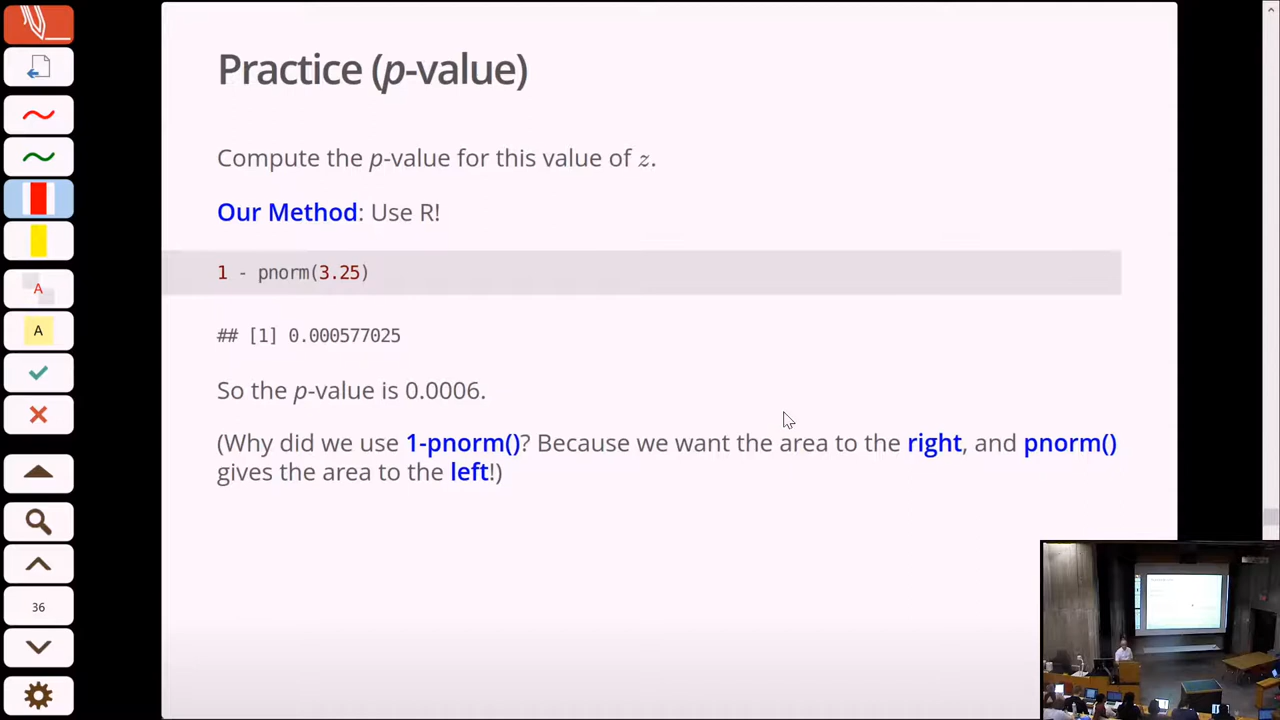 Practice (p-value)
Compute the p-value for this value of z.
Our Method: Use R!
1 - pnorm(3.25)
## [1] 0.000577025
So the p-value is 0.0006.
(Why did we use 1-pnorm()? Because we want the area to the right, and pnorm()
gives the area to the left!)
A
A
36